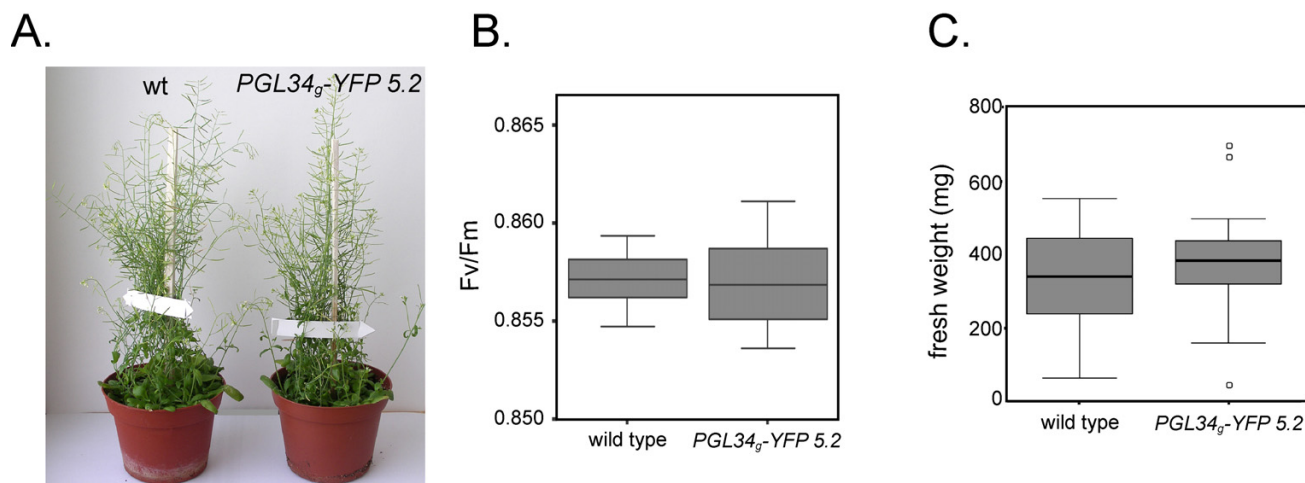 A.
wt PGL34g-YFP 5.2
B.
Fv/Fm
0.865
0.860
0.855
0.850
wild type PGL34g-YFP 5.2
C.
fresh weight (mg)
800
600
400
200
0
wild type PGL34g-YFP 5.2